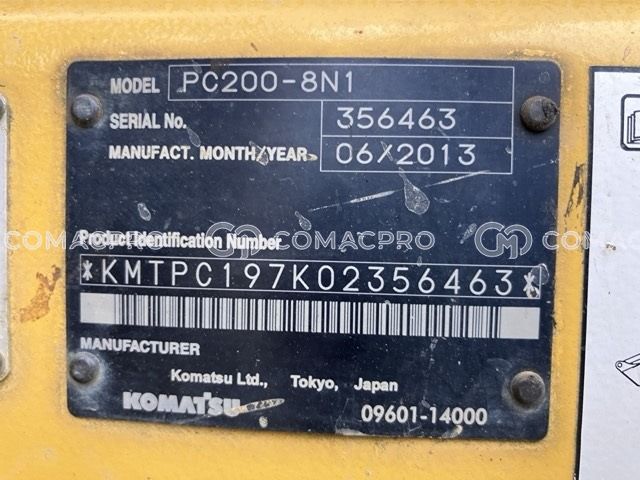 MODEL PC200-8N1
SERIAL No. 356463
MANUFACT. MONTH/YEAR 06/2013
COMACPRO COMACPRO COMACPRO
Product Identification Number
*KMTPC197K02356463*
MANUFACTURER
Komatsu Ltd., Tokyo, Japan
KOMATSU 09601-14000